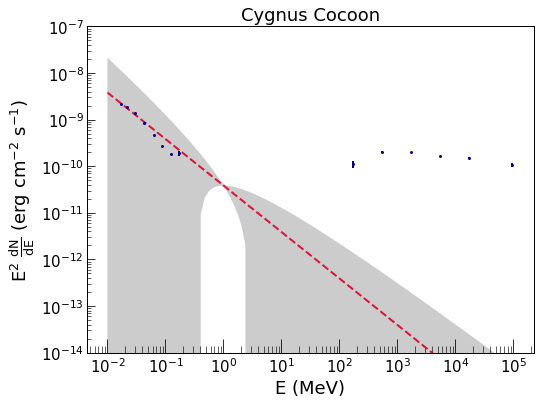 Cygnus Cocoon
10⁻⁷
10⁻⁸
10⁻⁹
10⁻¹⁰
10⁻¹¹
10⁻¹²
10⁻¹³
10⁻¹⁴
E² dN/dE (erg cm⁻² s⁻¹)
10⁻² 10⁻¹ 10⁰ 10¹ 10² 10³ 10⁴ 10⁵
E (MeV)